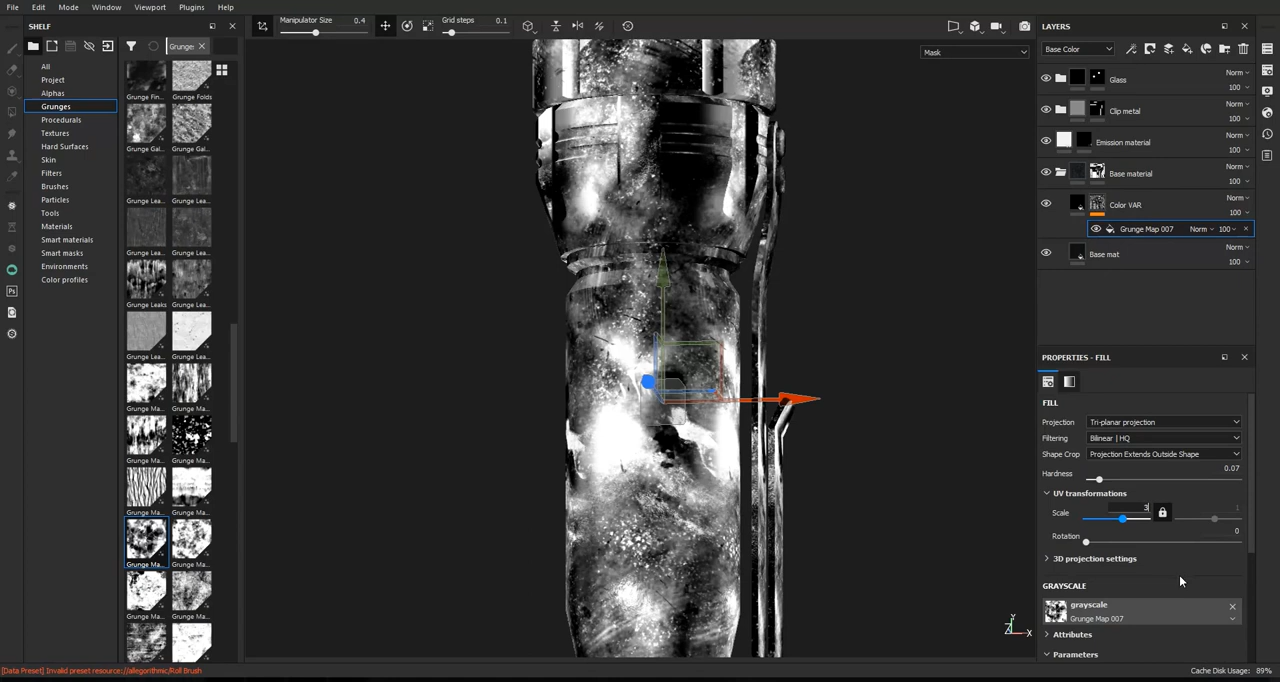 File Edit Mode Window Viewport Plugins Help
SHELF
Manipulator Size 0.4
Grid steps 0.1
Grunge:
All
Project
Alphas
Grunges
Procedurals
Textures
Hard Surfaces
Skin
Filters
Brushes
Particles
Tools
Materials
Smart materials
Smart masks
Environments
Color profiles
Grunge Fin... Grunge Folds
Grunge Gal... Grunge Gal...
Grunge Lea... Grunge Lea...
Grunge Lea... Grunge Lea...
Grunge Leaks Grunge Lea...
Grunge Lea... Grunge Lea...
Grunge Ma... Grunge Ma...
Grunge Ma... Grunge Ma...
Grunge Ma... Grunge Ma...
Grunge Ma... Grunge Ma...
Grunge Ma... Grunge Ma...
Mask
Y
Z X
LAYERS
Base Color
Glass Norm 100
Clip metal Norm 100
Emission material Norm 100
Base material Norm 100
Color VAR Norm 100
Grunge Map 007 Norm 100
Base mat Norm 100
PROPERTIES - FILL
FILL
Projection Tri-planar projection
Filtering Bilinear | HQ
Shape Crop Projection Extends Outside Shape
Hardness 0.07
UV transformations
Scale 3 1
Rotation 0
3D projection settings
GRAYSCALE
grayscale
Grunge Map 007
Attributes
Parameters
[Data Preset] Invalid preset resource://allegorithmic/Roll Brush
Cache Disk Usage: 89%